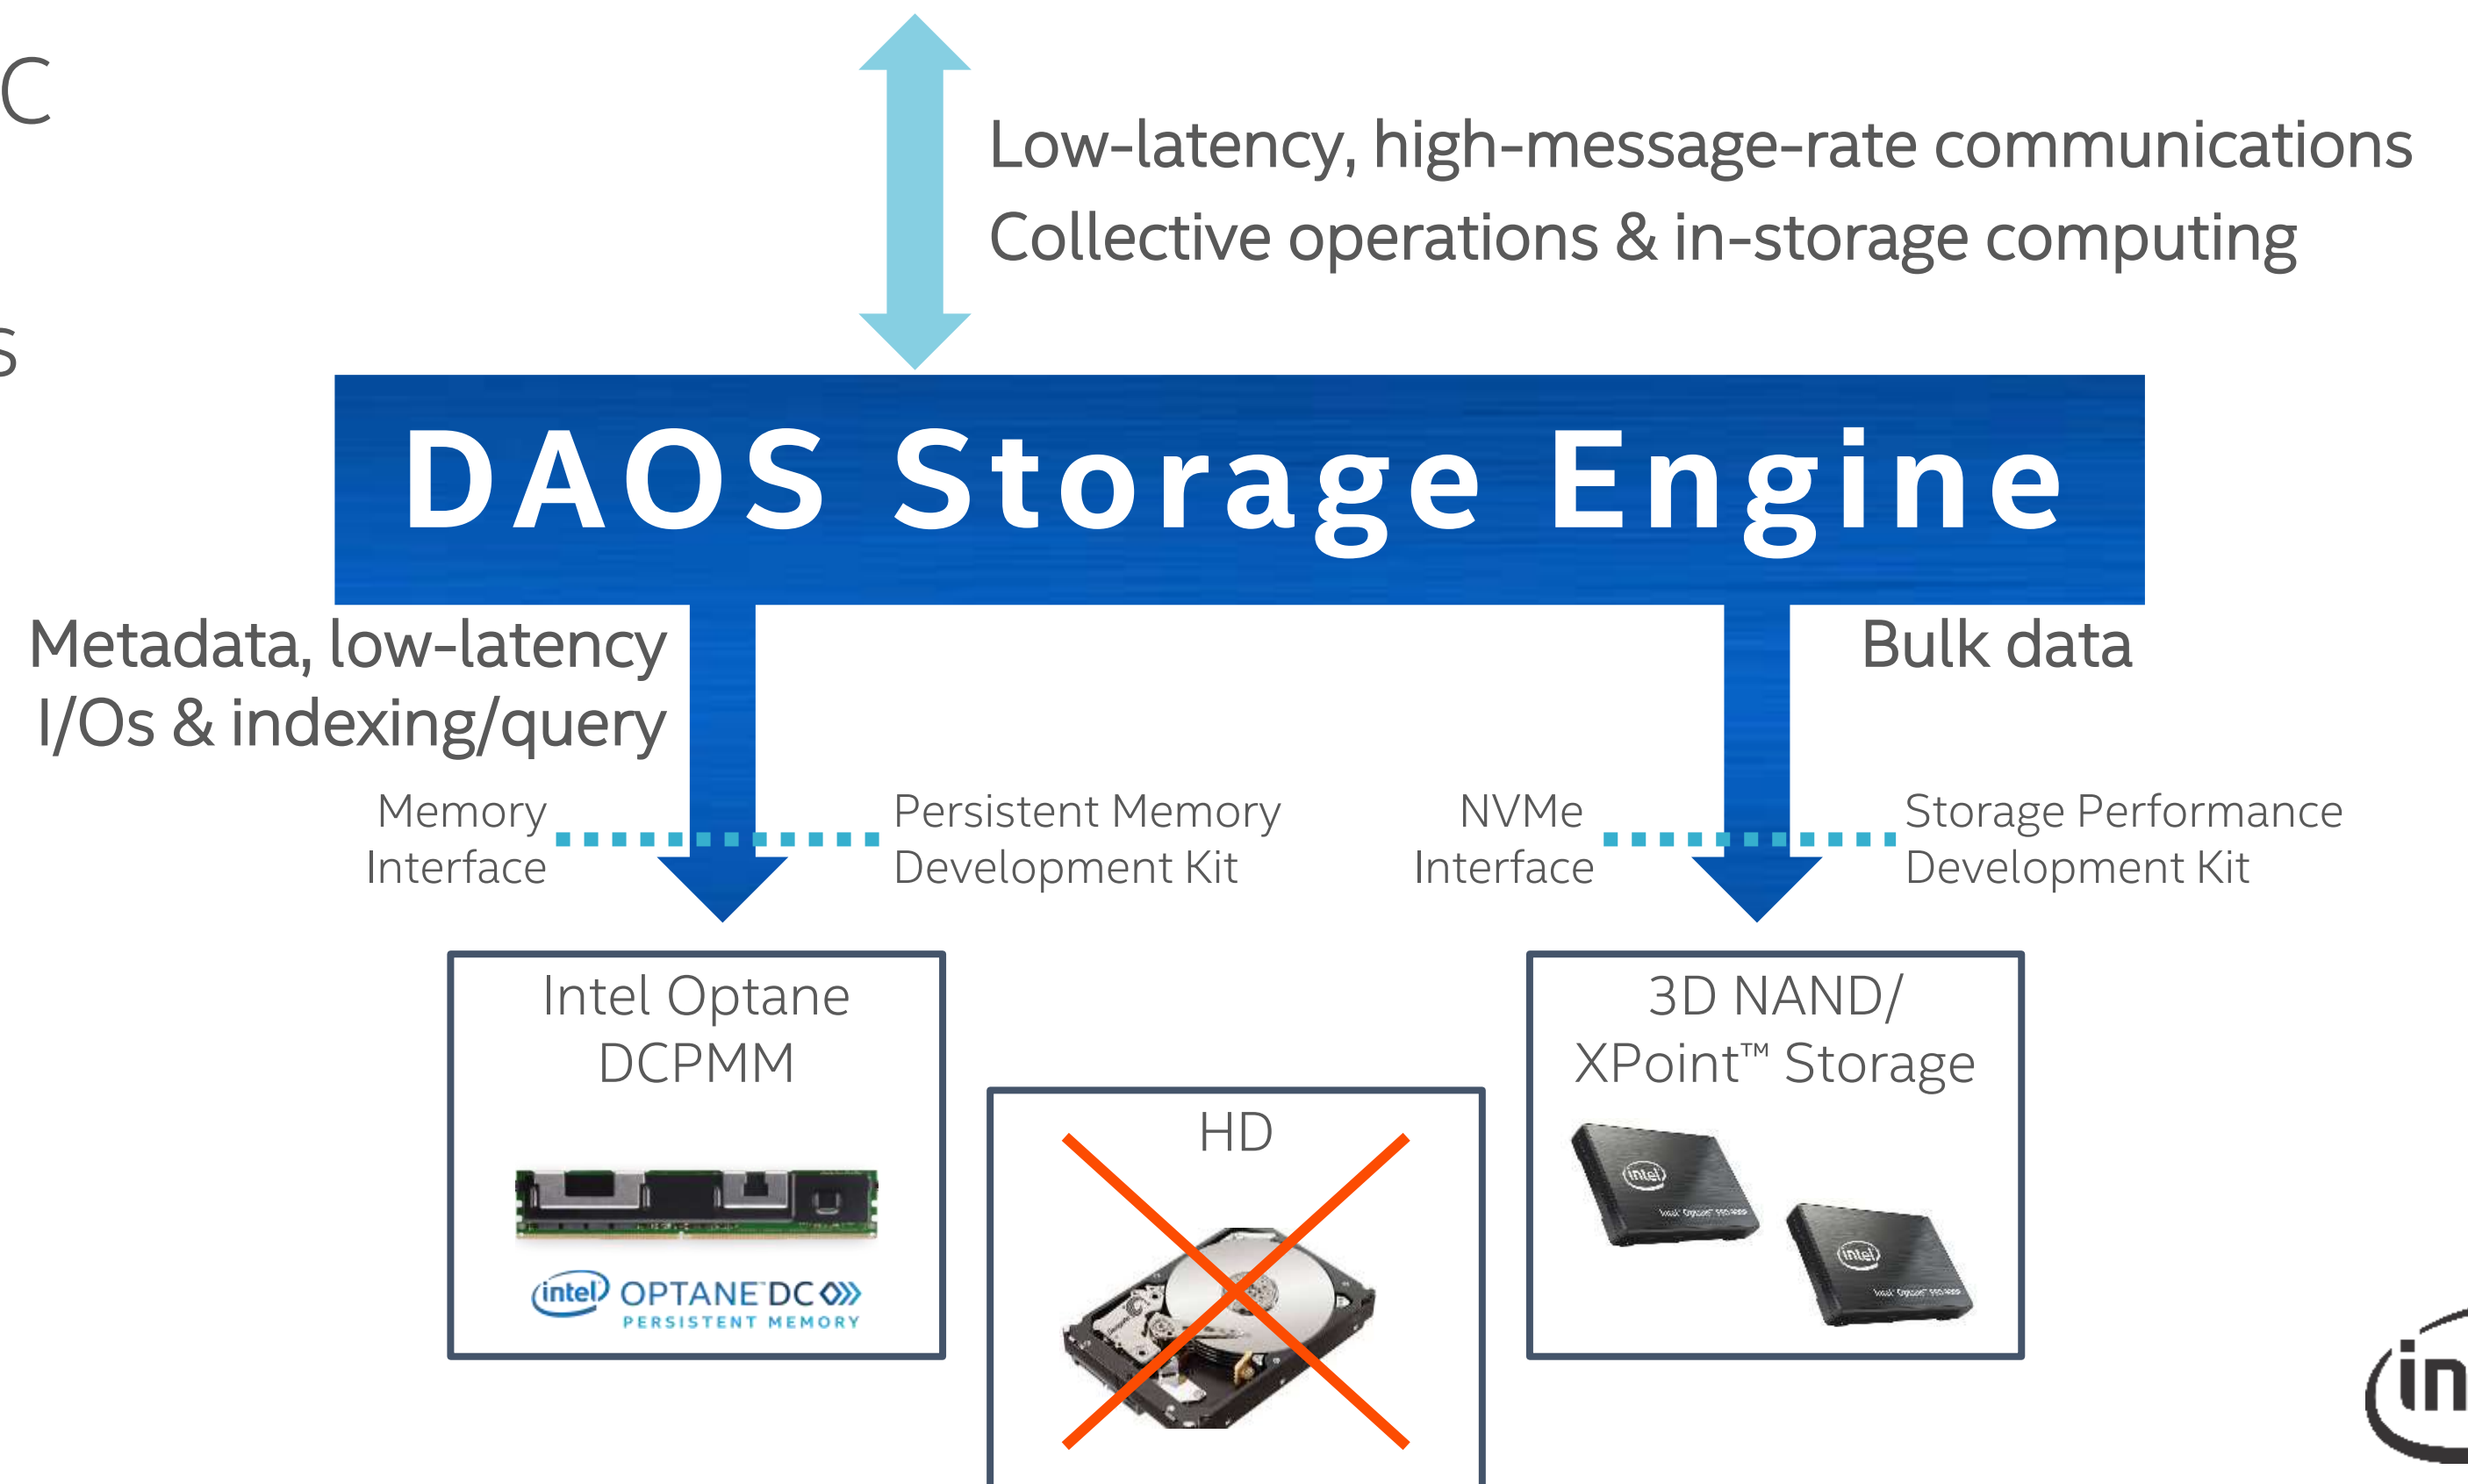 C
Low-latency, high-message-rate communications
Collective operations & in-storage computing
s
DAOS Storage Engine
Metadata, low-latency
I/Os & indexing/query
Bulk data
Memory
Interface
Persistent Memory
Development Kit
NVMe
Interface
Storage Performance
Development Kit
Intel Optane
DCPMM
3D NAND/
XPoint™ Storage
HD
(intel)
(intel)
intel OPTANE™ DC
PERSISTENT MEMORY
in